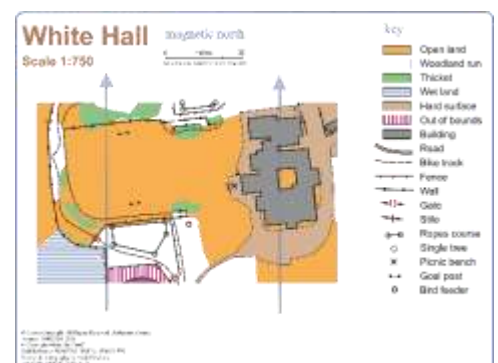 White Hall
magnetic north
Scale 1:750
key
Open land
Woodland run
Thicket
Wet land
Hard surface
Out of bounds
Building
Road
Bike track
Fence
Wall
Gate
Stile
Ropes course
Single tree
Picnic bench
Goal post
Bird feeder